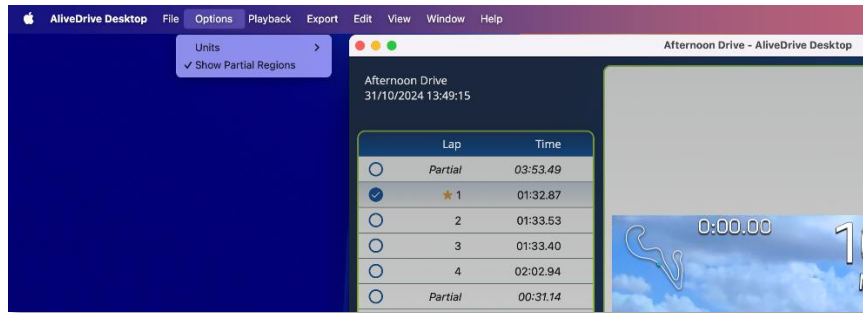 AliveDrive Desktop File Options Playback Export Edit View Window Help
Units
✓ Show Partial Regions
Afternoon Drive - AliveDrive Desktop
Afternoon Drive
31/10/2024 13:49:15
Lap Time
Partial 03:53.49
★ 1 01:32.87
2 01:33.53
3 01:33.40
4 02:02.94
Partial 00:31.14
0:00.00